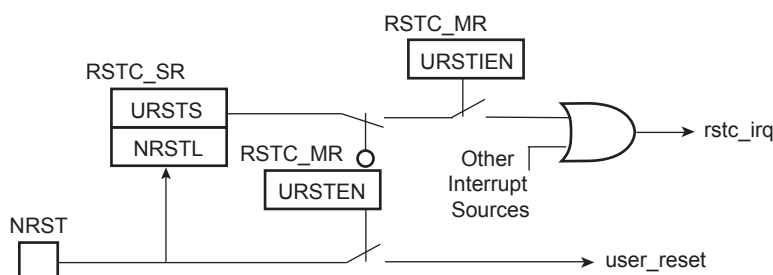 RSTC_MR
URSTIEN
RSTC_SR
URSTS
NRSTL
rstc_irq
RSTC_MR
URSTEN
Other
Interrupt
Sources
NRST
user_reset